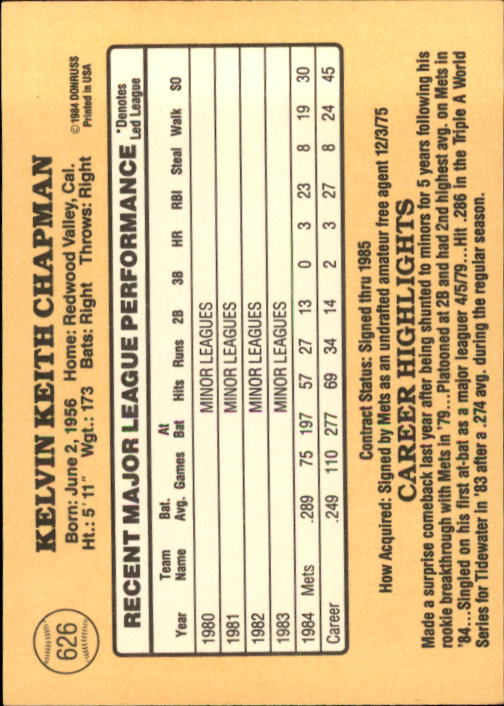 626
KELVIN KEITH CHAPMAN
Born: June 2, 1956 Home: Redwood Valley, Cal.
Ht.: 5' 11" Wgt.: 173 Bats: Right Throws: Right
©1984 DONRUSS
Printed in USA
RECENT MAJOR LEAGUE PERFORMANCE
*Denotes
Led League
Year Team Name Bat. Avg. Games At Bat Hits Runs 2B 3B HR RBI Steal Walk SO
1980 MINOR LEAGUES
1981 MINOR LEAGUES
1982 MINOR LEAGUES
1983 MINOR LEAGUES
1984 Mets .289 75 197 57 27 13 0 3 23 8 19 30
Career .249 110 277 69 34 14 2 3 27 8 24 45
Contract Status: Signed thru 1985
How Acquired: Signed by Mets as an undrafted amateur free agent 12/3/75
CAREER HIGHLIGHTS
Made a surprise comeback last year after being shunted to minors for 5 years following his
rookie breakthrough with Mets in '79...Platooned at 2B and had 2nd highest avg. on Mets in
'84...Singled on his first at-bat as a major leaguer 4/5/79...Hit .286 in the Triple A World
Series for Tidewater in '83 after a .274 avg. during the regular season.